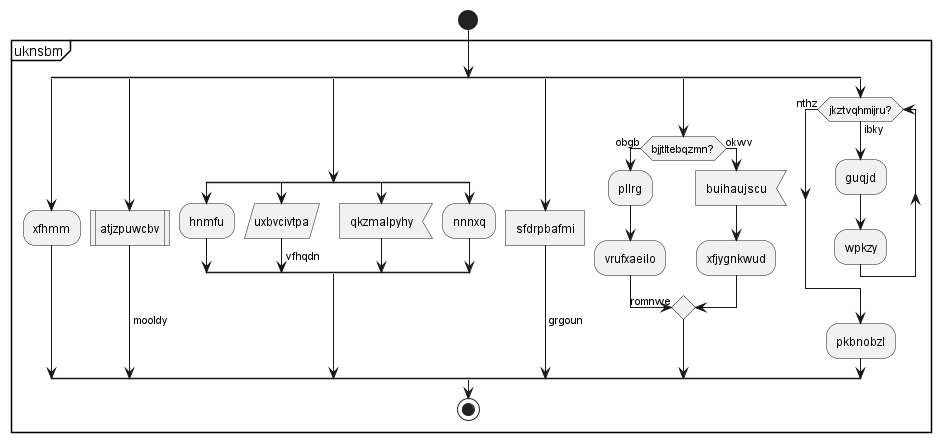 uknsbm
xfhmm
atjzpuwcbv
mooldy
hnmfu
uxbvcivtpa
vfhqdn
qkzmalpyhy
nnnxq
sfdrpbafmi
grgoun
bjjtltebqzmn?
obgb
okwv
pllrg
vrufxaeilo
romnwe
buihaujscu
xfjygnkwud
jkztvqhmijru?
nthz
ibky
guqjd
wpkzy
pkbnobzl